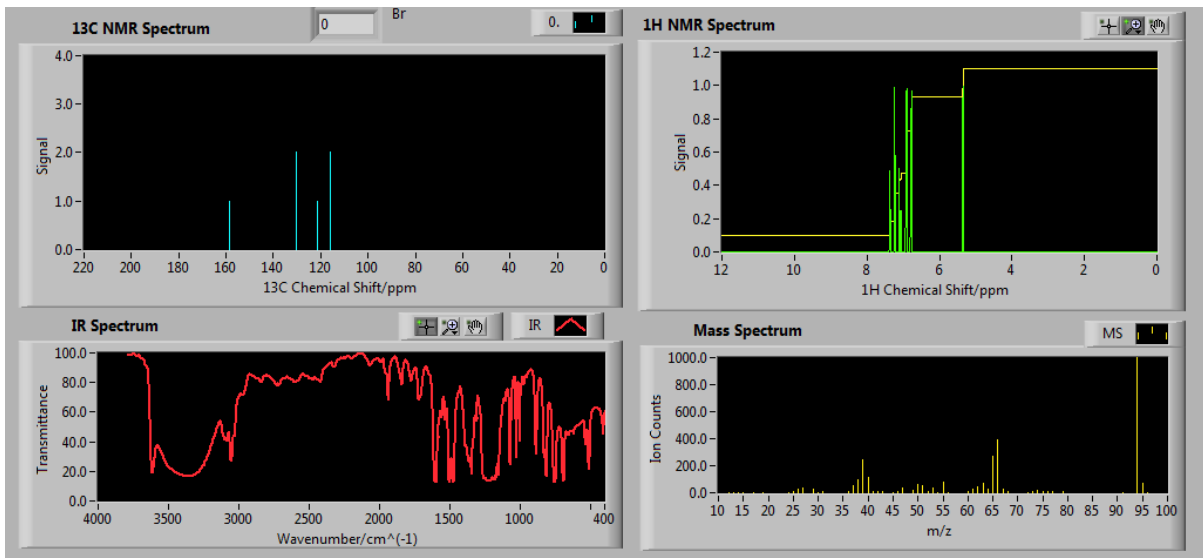 13C NMR Spectrum
0
Br
0.
4.0
3.0
2.0
1.0
0.0
Signal
220 200 180 160 140 120 100 80 60 40 20 0
13C Chemical Shift/ppm
1H NMR Spectrum
1.2
1.0
0.8
0.6
0.4
0.2
0.0
Signal
12 10 8 6 4 2 0
1H Chemical Shift/ppm
IR Spectrum
IR
100.0
80.0
60.0
40.0
20.0
0.0
Transmittance
4000 3500 3000 2500 2000 1500 1000 400
Wavenumber/cm^(-1)
Mass Spectrum
MS
1000.0
800.0
600.0
400.0
200.0
0.0
Ion Counts
10 15 20 25 30 35 40 45 50 55 60 65 70 75 80 85 90 95 100
m/z